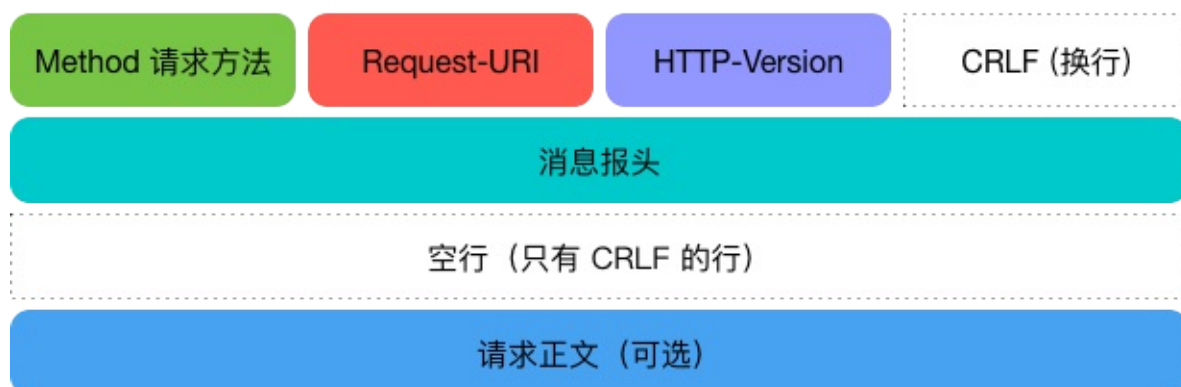 Method 请求方法 Request-URI HTTP-Version CRLF (换行)
消息报头
空行（只有 CRLF 的行）
请求正文（可选）